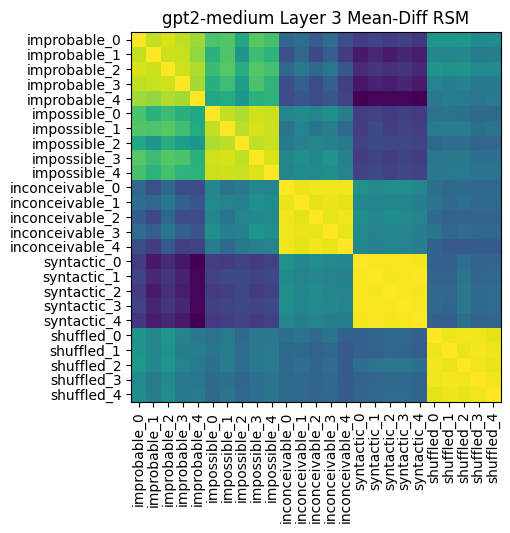 gpt2-medium Layer 3 Mean-Diff RSM
improbable_0
improbable_1
improbable_2
improbable_3
improbable_4
impossible_0
impossible_1
impossible_2
impossible_3
impossible_4
inconceivable_0
inconceivable_1
inconceivable_2
inconceivable_3
inconceivable_4
syntactic_0
syntactic_1
syntactic_2
syntactic_3
syntactic_4
shuffled_0
shuffled_1
shuffled_2
shuffled_3
shuffled_4
improbable_0
improbable_1
improbable_2
improbable_3
improbable_4
impossible_0
impossible_1
impossible_2
impossible_3
impossible_4
inconceivable_0
inconceivable_1
inconceivable_2
inconceivable_3
inconceivable_4
syntactic_0
syntactic_1
syntactic_2
syntactic_3
syntactic_4
shuffled_0
shuffled_1
shuffled_2
shuffled_3
shuffled_4